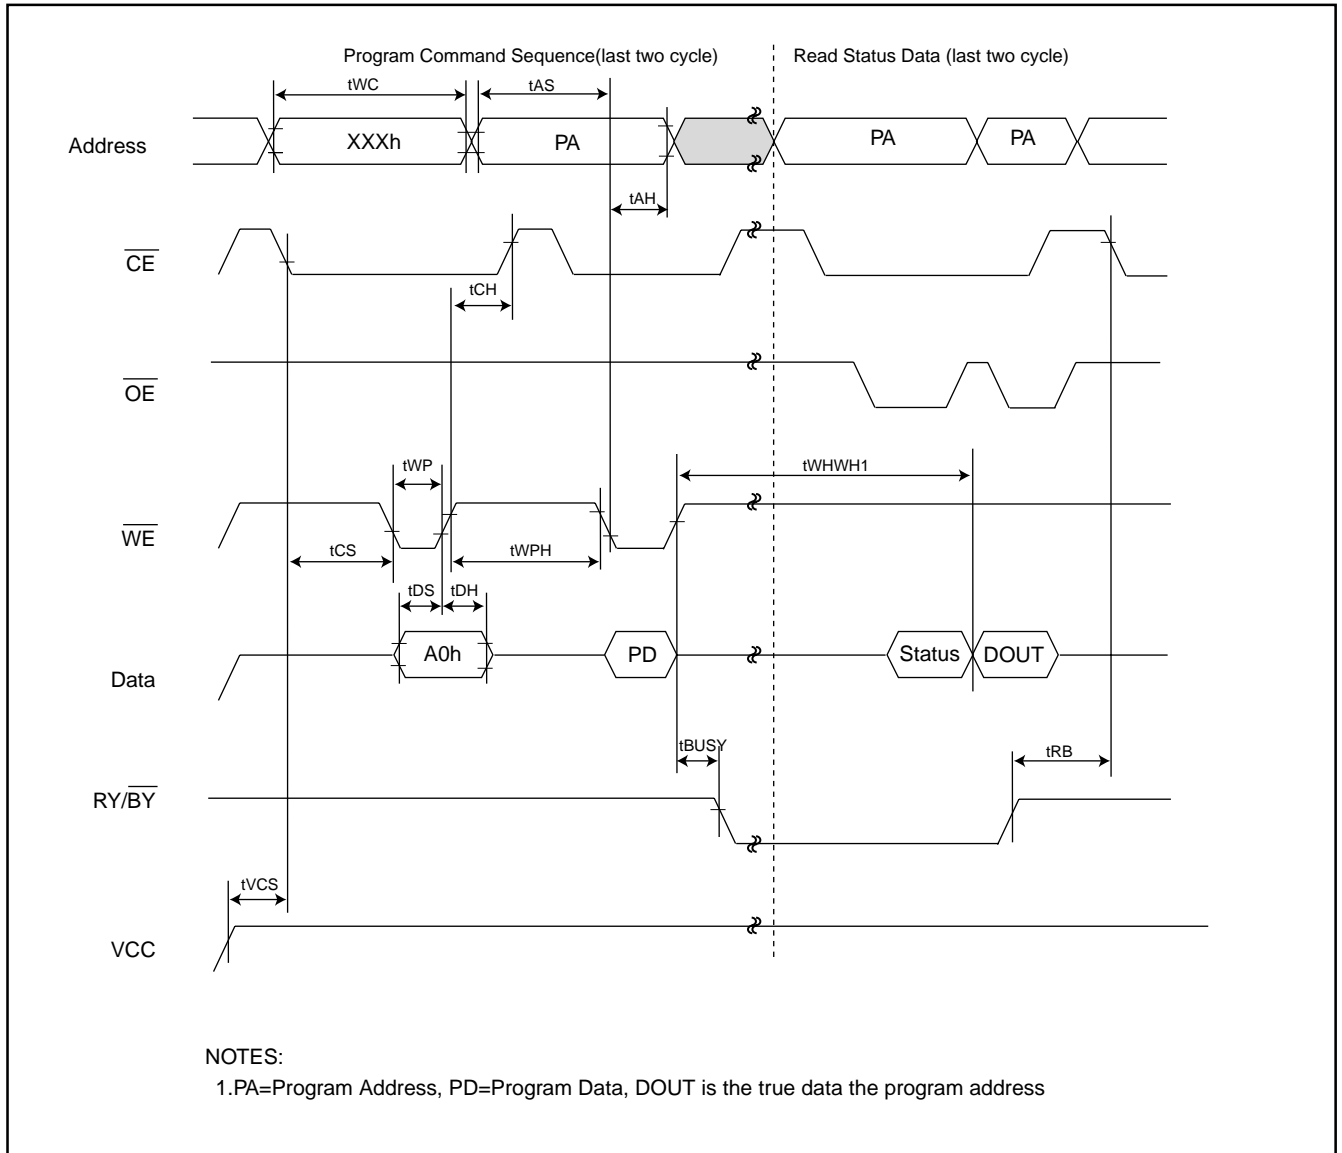 Program Command Sequence(last two cycle) Read Status Data (last two cycle)
tWC tAS
Address XXXh PA PA PA
tAH
CE
tCH
OE
tWP tWHWH1
WE
tCS tWPH
tDS tDH
Data A0h PD Status DOUT
tBUSY tRB
RY/BY
tVCS
VCC
NOTES:
1.PA=Program Address, PD=Program Data, DOUT is the true data the program address